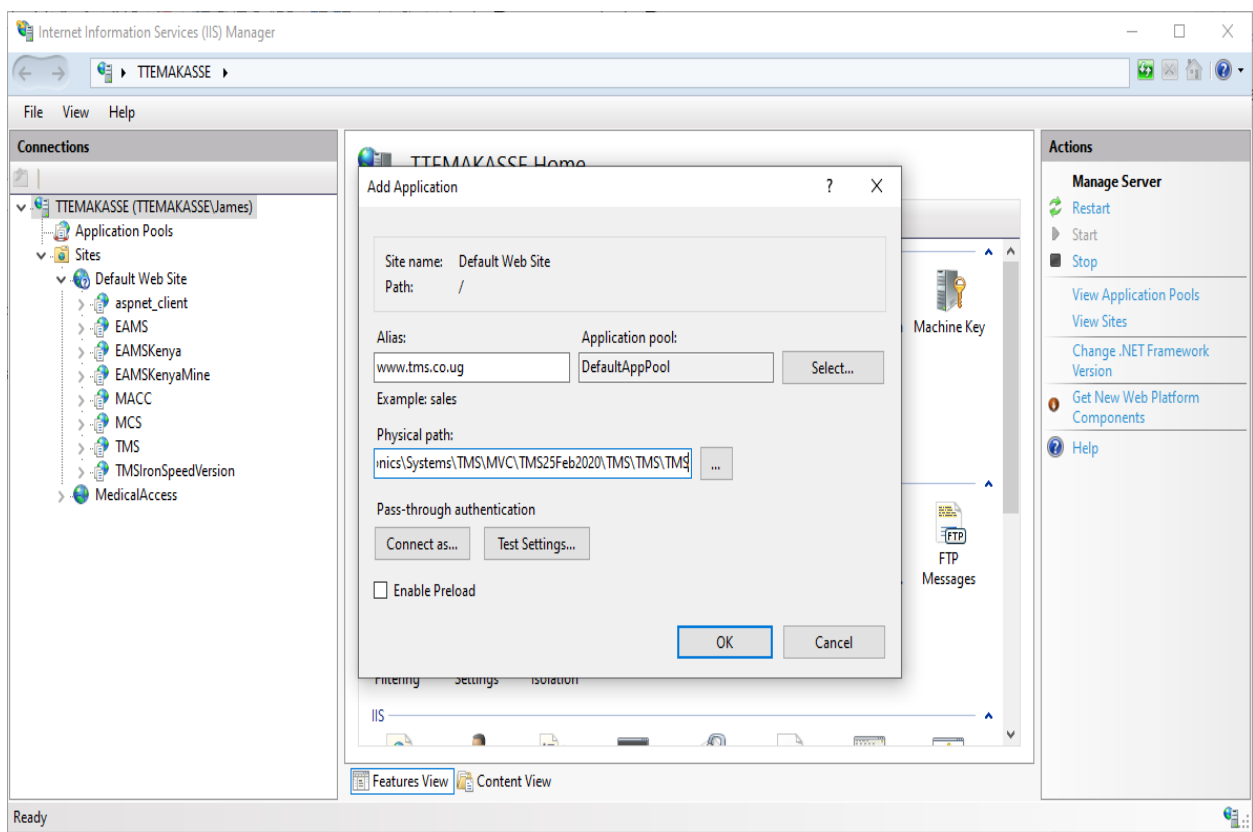 Internet Information Services (IIS) Manager
TTEMAKASSE
File View Help
Connections
TTEMAKASSE (TTEMAKASSE\James)
Application Pools
Sites
Default Web Site
aspnet_client
EAMS
EAMSKenya
EAMSKenyaMine
MACC
MCS
TMS
TMSIronSpeedVersion
MedicalAccess
TTEMAKASSE Home
Add Application
? X
Site name: Default Web Site
Path: /
Alias: Application pool:
www.tms.co.ug DefaultAppPool Select...
Example: sales
Physical path:
nics\Systems\TMS\MVC\TMS25Feb2020\TMS\TMS\TMS ...
Pass-through authentication
Connect as... Test Settings...
Enable Preload
OK Cancel
Machine Key
FTP
FTP
Messages
Filtering Settings Isolation
IIS
Features View Content View
Actions
Manage Server
Restart
Start
Stop
View Application Pools
View Sites
Change .NET Framework
Version
Get New Web Platform
Components
Help
Ready